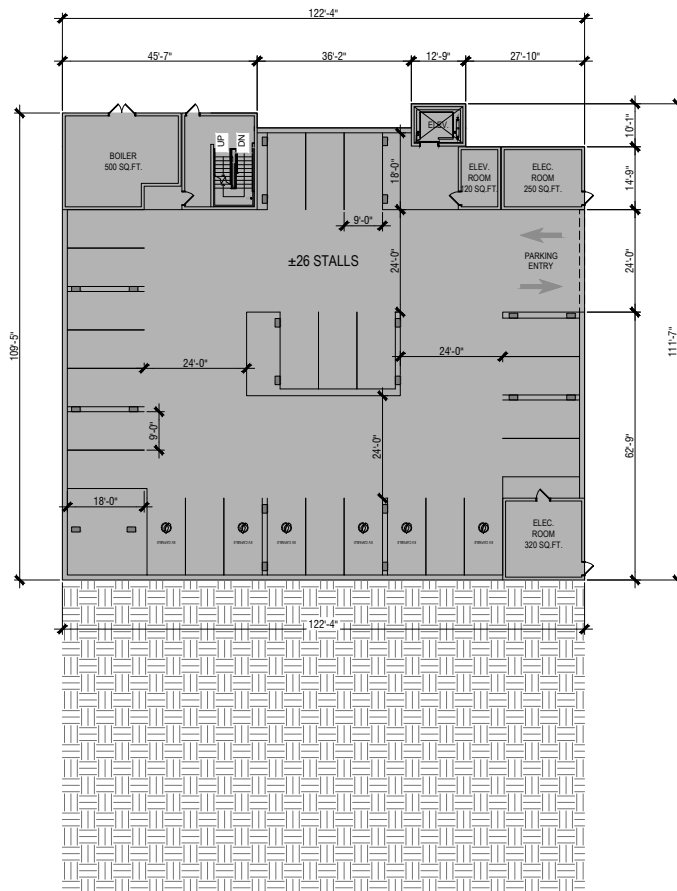 122'-4"
45'-7"
36'-2"
12'-9"
27'-10"
ELEV.
10'-1"
UP
DN
BOILER
500 SQ.FT.
18'-0"
ELEV.
ROOM
120 SQ.FT.
ELEC.
ROOM
250 SQ.FT.
14'-9"
9'-0"
±26 STALLS
24'-0"
PARKING
ENTRY
24'-0"
109'-5"
111'-7"
24'-0"
24'-0"
9'-0"
24'-0"
62'-9"
18'-0"
ELEC.
ROOM
320 SQ.FT.
122'-4"